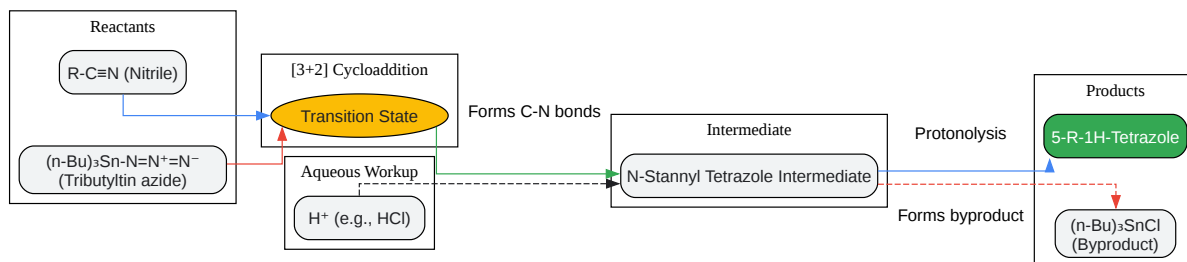 Reactants
R-C≡N (Nitrile)
(n-Bu)₃Sn-N=N⁺=N⁻
(Tributyltin azide)
[3+2] Cycloaddition
Transition State
Forms C-N bonds
Aqueous Workup
H⁺ (e.g., HCl)
Intermediate
N-Stannyl Tetrazole Intermediate
Protonolysis
Forms byproduct
Products
5-R-1H-Tetrazole
(n-Bu)₃SnCl
(Byproduct)